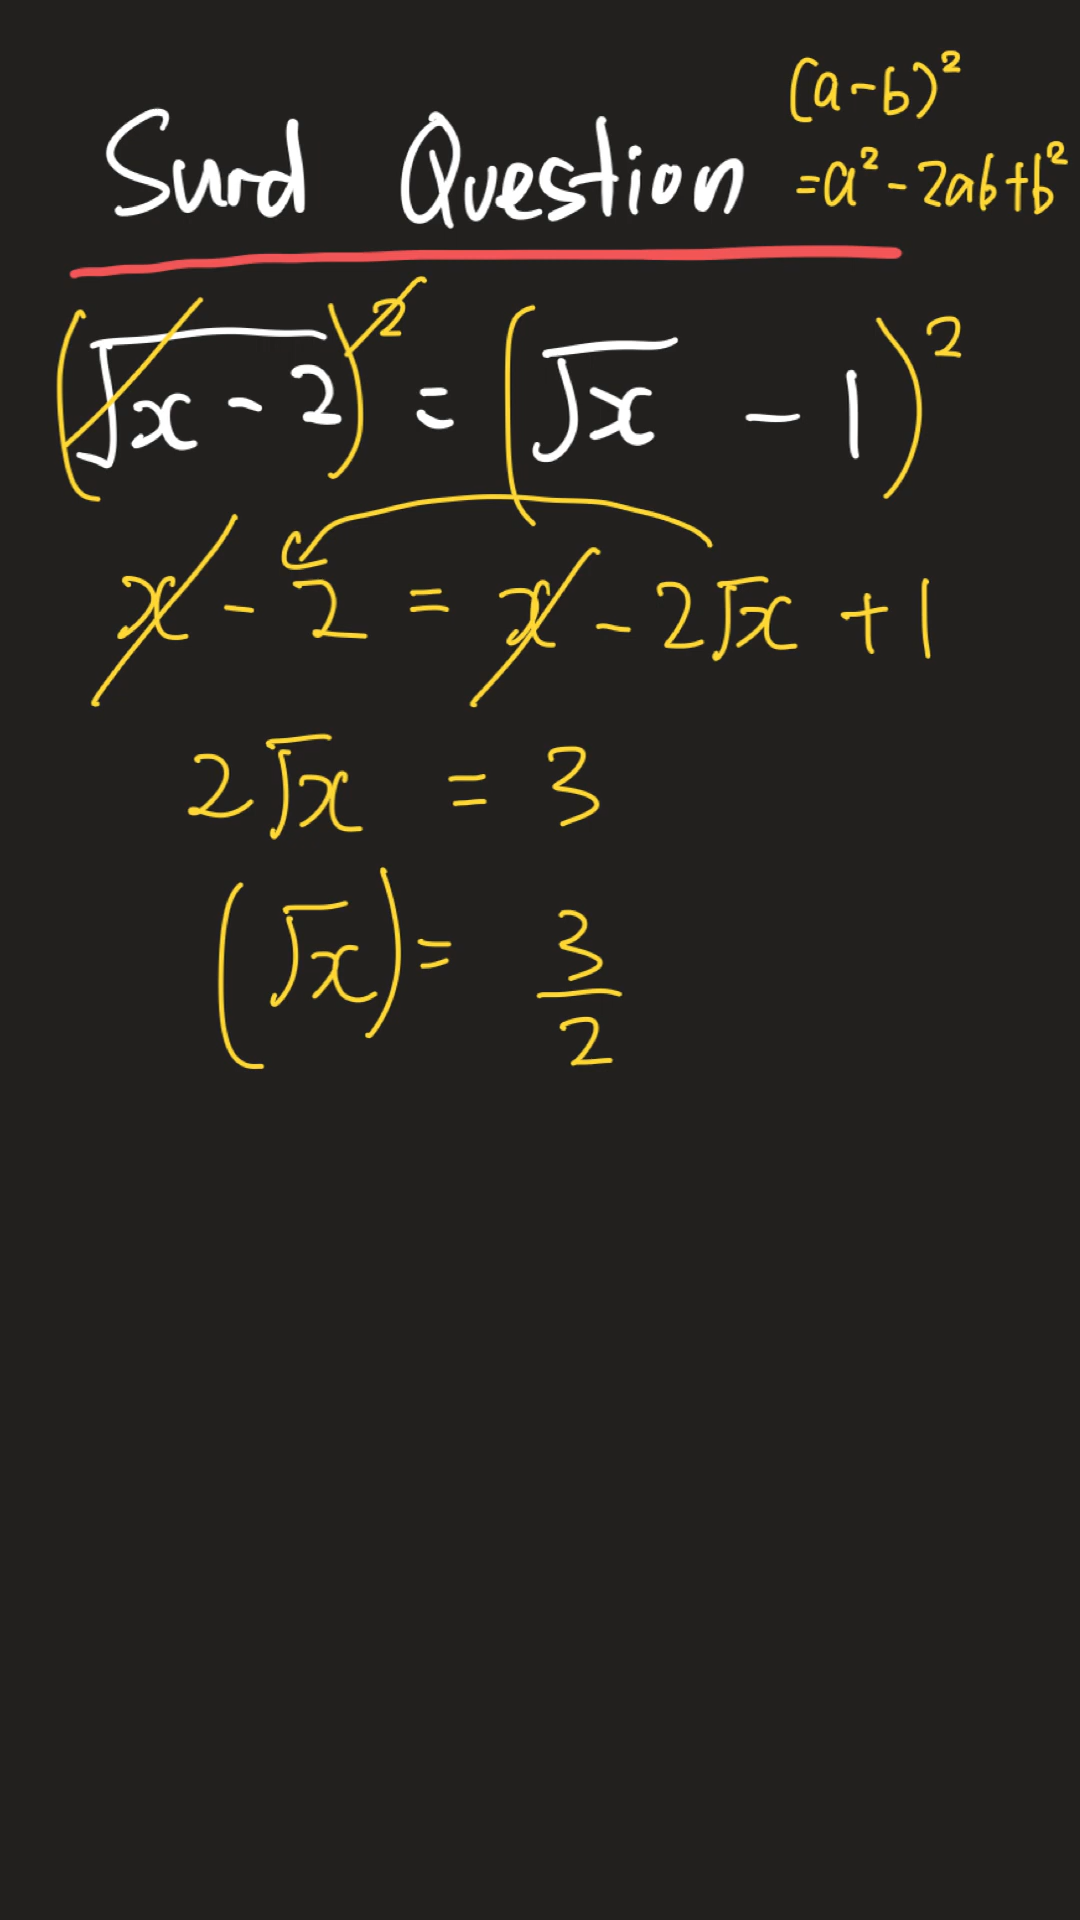 Surd Question
(a-b)²
=a²-2ab+b²
(√(x-2))² = (√x - 1)²
x - 2 = x - 2√x + 1
2√x = 3
(√x) = 3/2